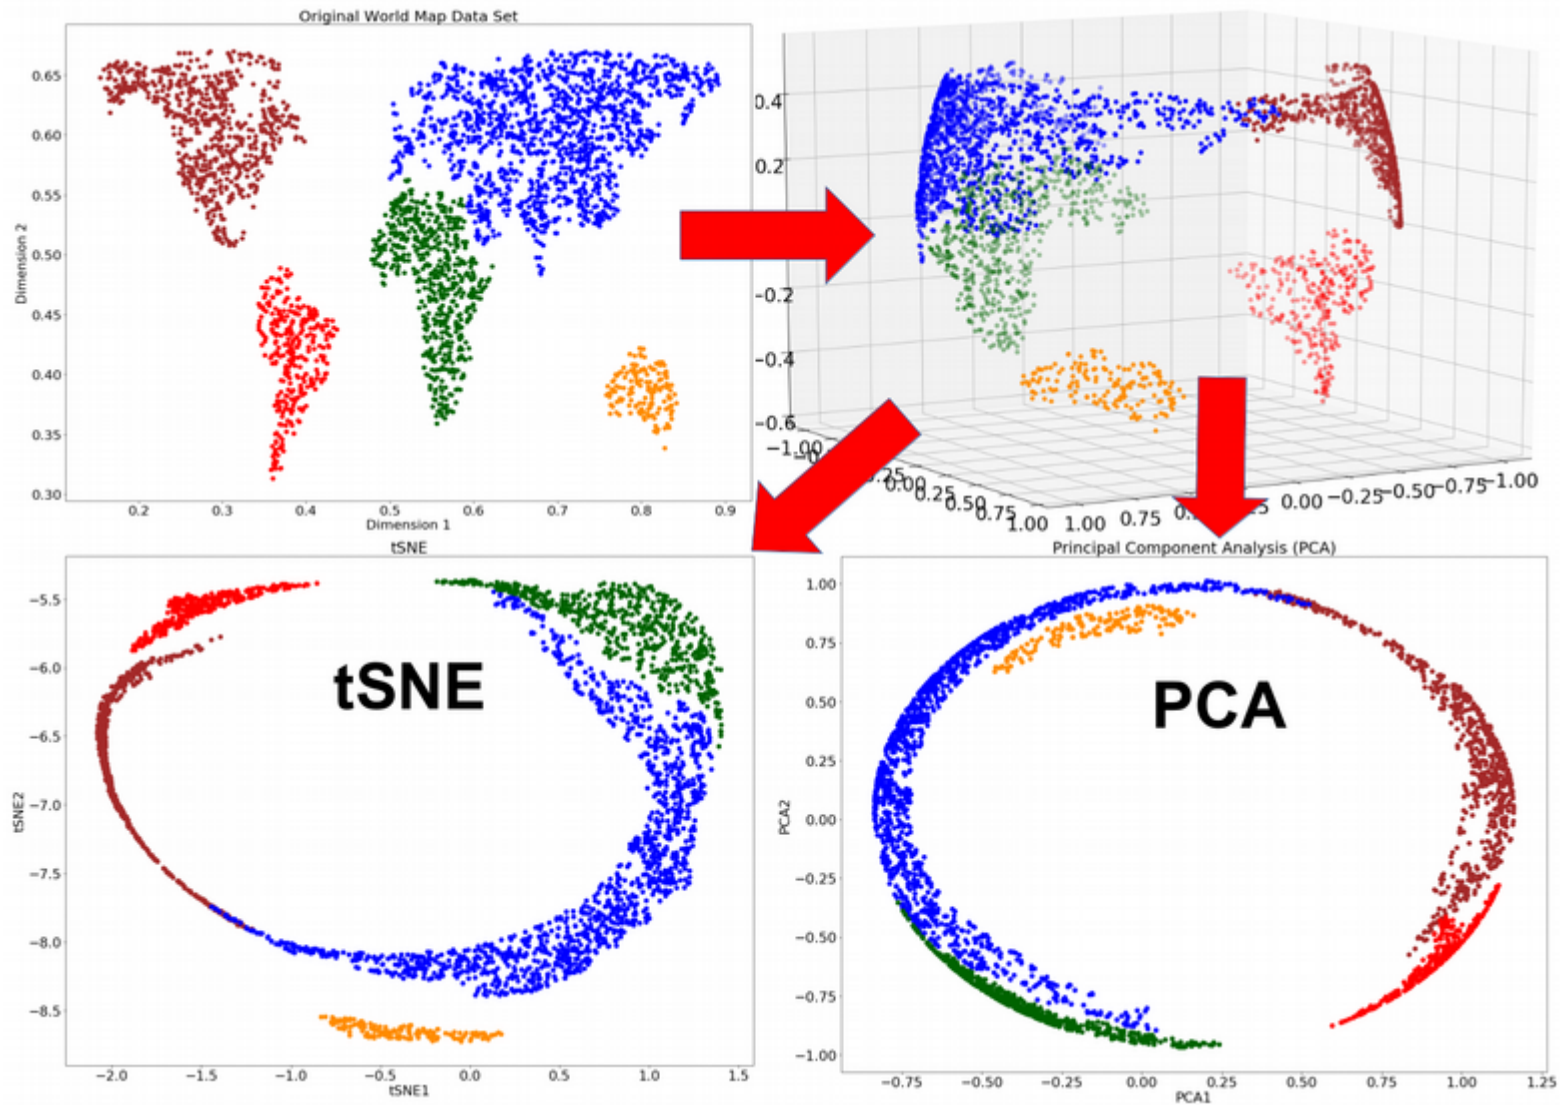 Original World Map Data Set
0.65
0.60
0.55
0.50
0.45
0.40
0.35
0.30
Dimension 2
0.2 0.3 0.4 0.5 0.6 0.7 0.8 0.9
Dimension 1
0.4
0.2
−0.2
−0.4
−0.6
−1.00
0.00
0.25
0.50
0.75
1.00
1.00 0.75 0.00 −0.25 −0.50 −0.75 −1.00
tSNE
−5.5
−6.0
−6.5
−7.0
−7.5
−8.0
−8.5
tSNE2
tSNE
−2.0 −1.5 −1.0 −0.5 0.0 0.5 1.0 1.5
tSNE1
Principal Component Analysis (PCA)
1.00
0.75
0.50
0.25
0.00
−0.25
−0.50
−0.75
−1.00
PCA2
PCA
−0.75 −0.50 −0.25 0.00 0.25 0.50 0.75 1.00 1.25
PCA1